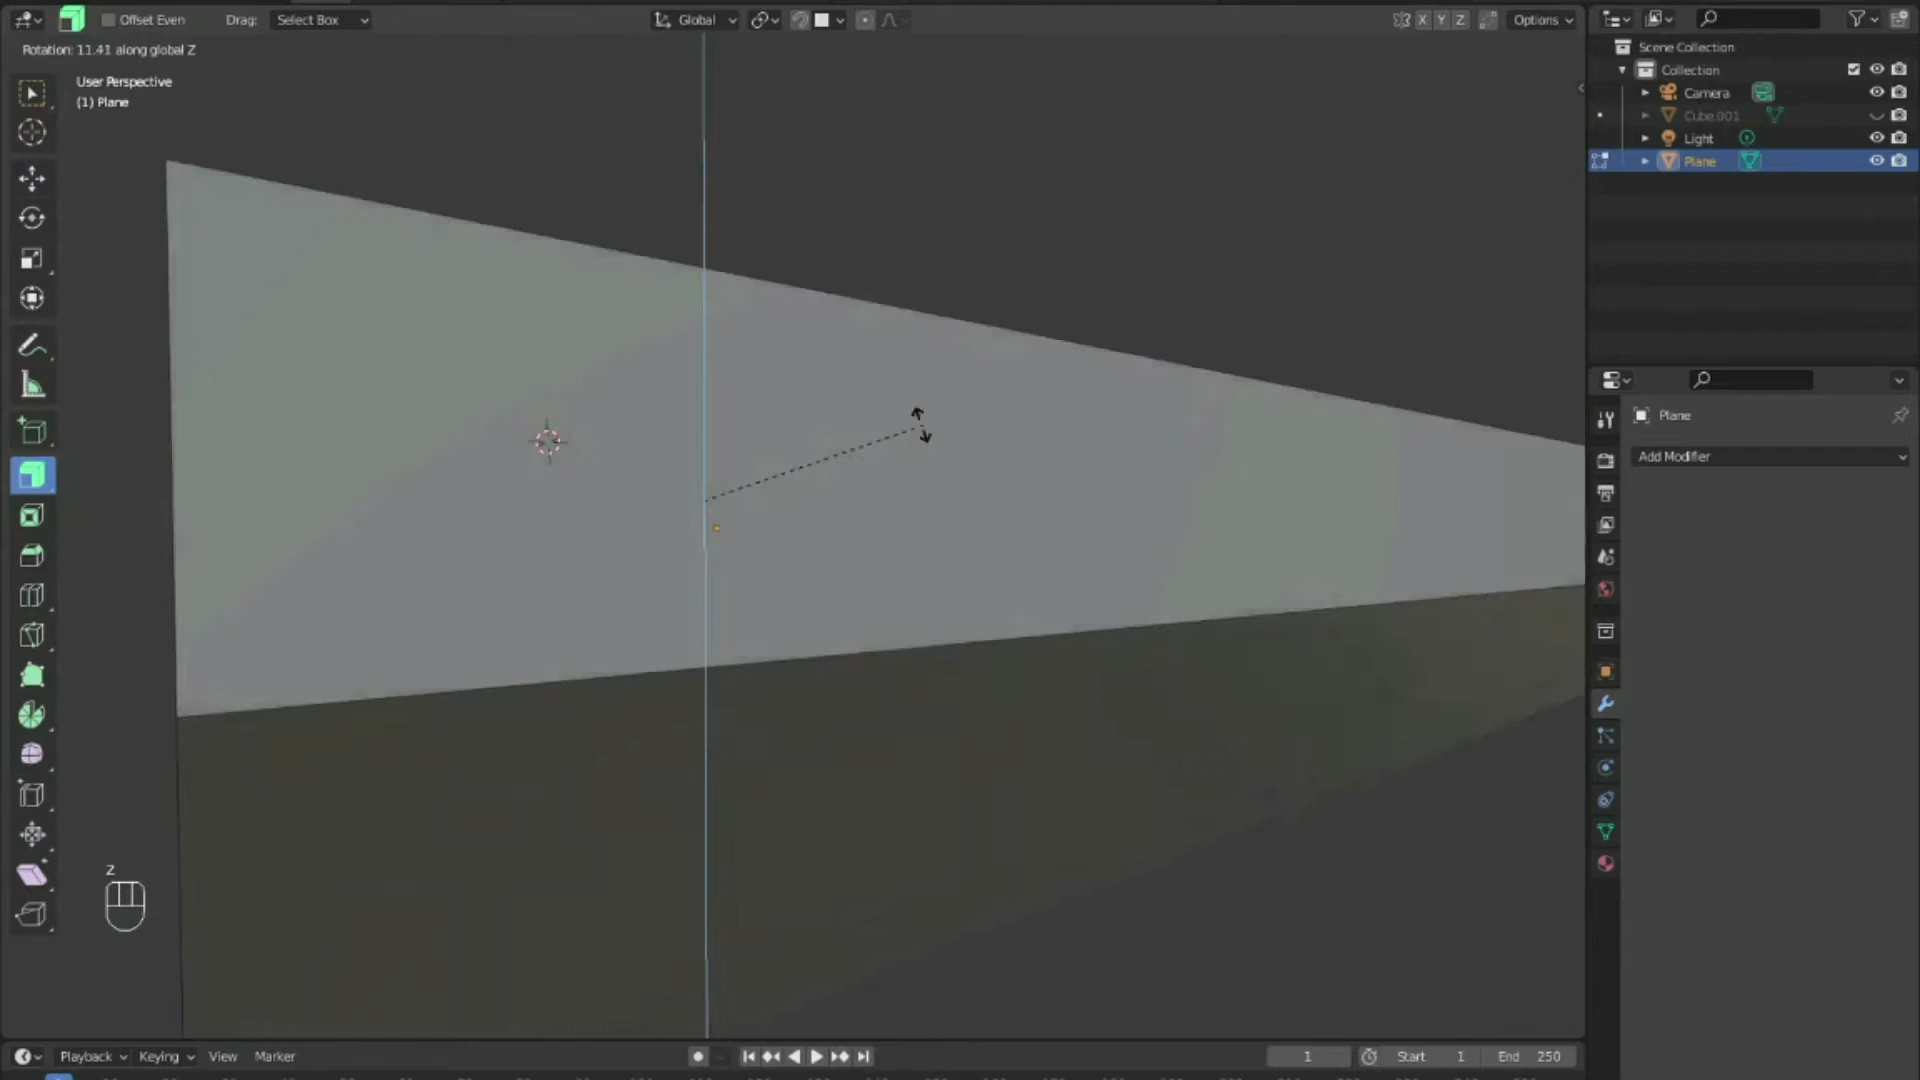 Offset Even Drag: Select Box Global X Y Z Options
Rotation: 11.41 along global Z
User Perspective
(1) Plane
z
Scene Collection
Collection
Camera
Cube.001
Light
Plane
Plane
Add Modifier
Playback Keying View Marker 1 Start 1 End 250